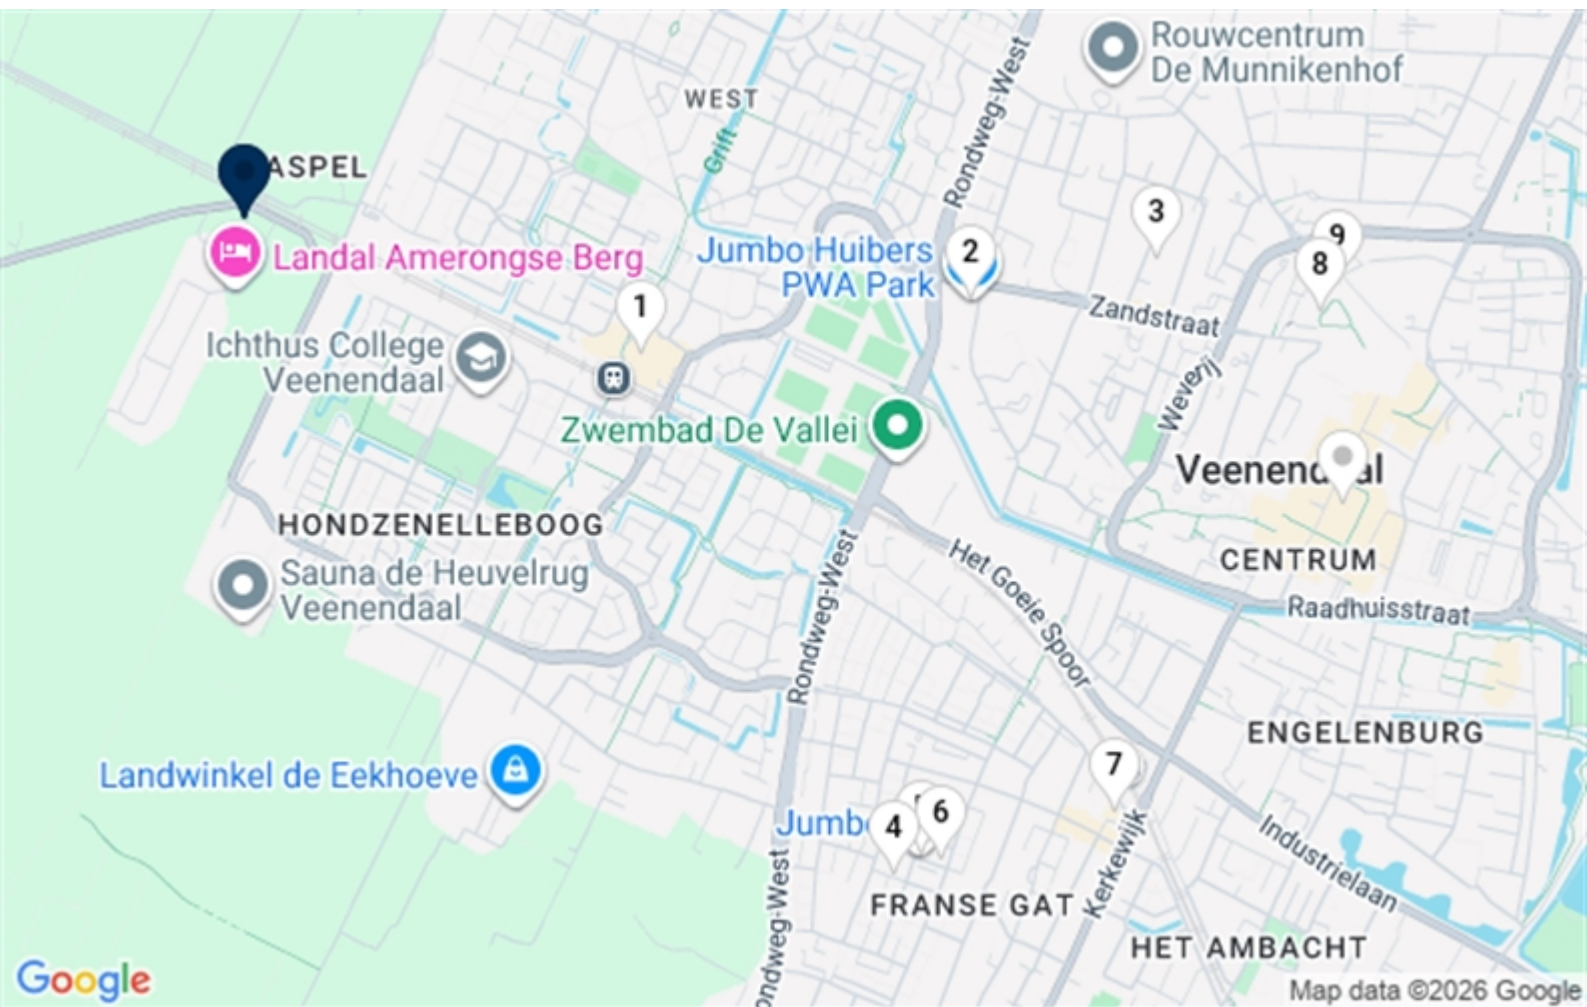 Rouwcentrum
De Munnikenhof
WEST
Rondweg-West
Grift
ASPEL
3
Landal Amerongse Berg
Jumbo Huibers
PWA Park
2
9
8
1
Zandstraat
Ichthus College
Veenendaal
Weverij
Zwembad De Vallei
Veenendaal
HONDZENELLEBOOG
CENTRUM
Het Goeie Spoor
Rondweg-West
Sauna de Heuvelrug
Veenendaal
Raadhuisstraat
ENGELENBURG
Landwinkel de Eekhoeve
7
Jumbo
4
6
Rondweg-West
Kerkewijk
Industrielaan
FRANSE GAT
HET AMBACHT
Google
Map data ©2026 Google